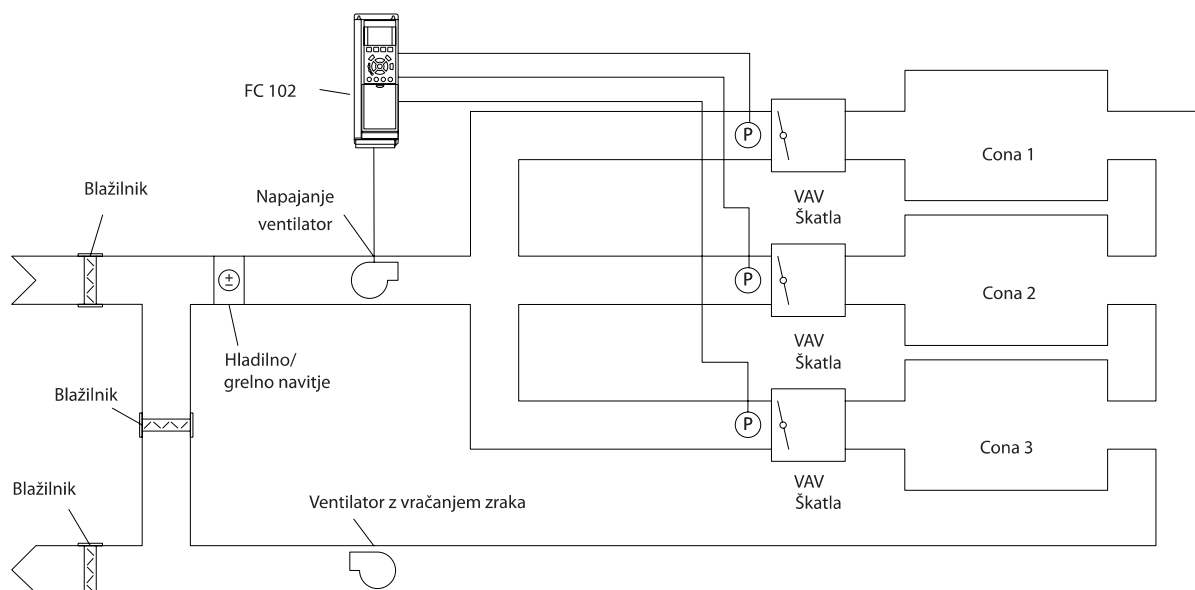 FC 102
P
Cona 1
Blažilnik
Napajanje
ventilator
VAV
Škatla
±
P
Cona 2
Hladilno/
grelno navitje
VAV
Škatla
Blažilnik
P
Cona 3
Blažilnik
Ventilator z vračanjem zraka
VAV
Škatla